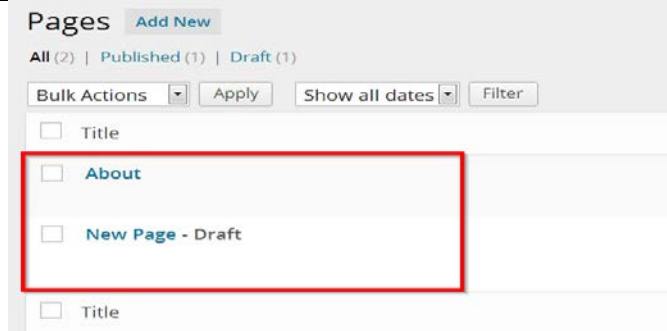 Pages Add New
All (2) | Published (1) | Draft (1)
Bulk Actions Apply Show all dates Filter
Title
About
New Page - Draft
Title